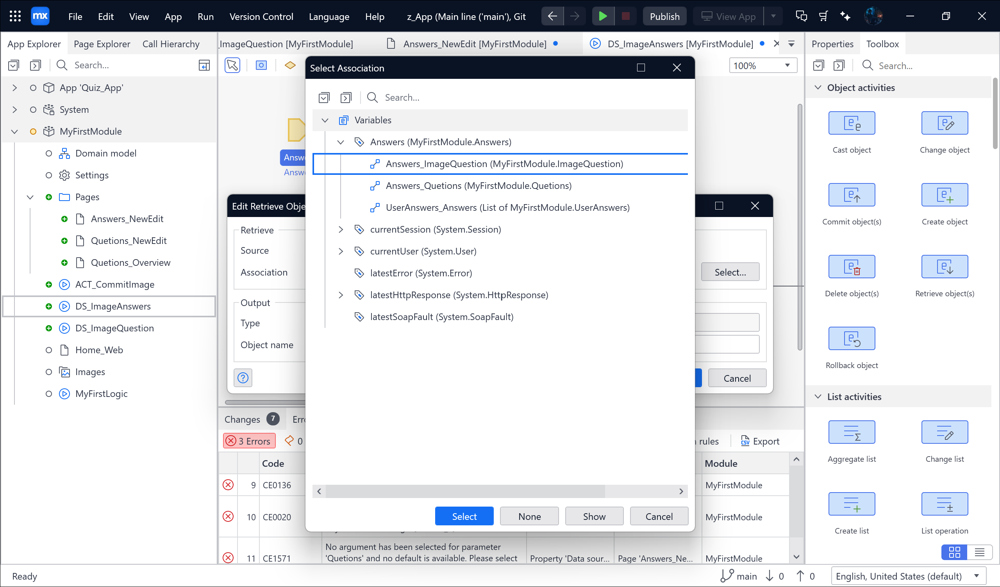 mx File Edit View App Run Version Control Language Help z_App (Main line ('main'), Git Publish View App
App Explorer Page Explorer Call Hierarchy
_ImageQuestion [MyFirstModule] Answers_NewEdit [MyFirstModule] DS_ImageAnswers [MyFirstModule]
Properties Toolbox
Search...
100%
Search...
App 'Quiz_App'
System
MyFirstModule
Domain model
Settings
Pages
Answers_NewEdit
Quetions_NewEdit
Quetions_Overview
ACT_CommitImage
DS_ImageAnswers
DS_ImageQuestion
Home_Web
Images
MyFirstLogic
Answ
Answ
Edit Retrieve Obje
Retrieve
Source
Association
Select...
Output
Type
Object name
Cancel
Select Association
Search...
Variables
Answers (MyFirstModule.Answers)
Answers_ImageQuestion (MyFirstModule.ImageQuestion)
Answers_Quetions (MyFirstModule.Quetions)
UserAnswers_Answers (List of MyFirstModule.UserAnswers)
currentSession (System.Session)
currentUser (System.User)
latestError (System.Error)
latestHttpResponse (System.HttpResponse)
latestSoapFault (System.SoapFault)
Select None Show Cancel
Changes 7 Erro
3 Errors 0 rules Export
Code Module
9 CE0136 MyFirstModule
10 CE0020 MyFirstModule
No argument has been selected for parameter
11 CE1571 'Quetions' and no default is available. Please select Property 'Data sour... Page 'Answers_Ne... MyFirstModule
Object activities
Cast object Change object
Commit object(s) Create object
Delete object(s) Retrieve object(s)
Rollback object
List activities
Aggregate list Change list
Create list List operation
Ready
main 0 0 English, United States (default)